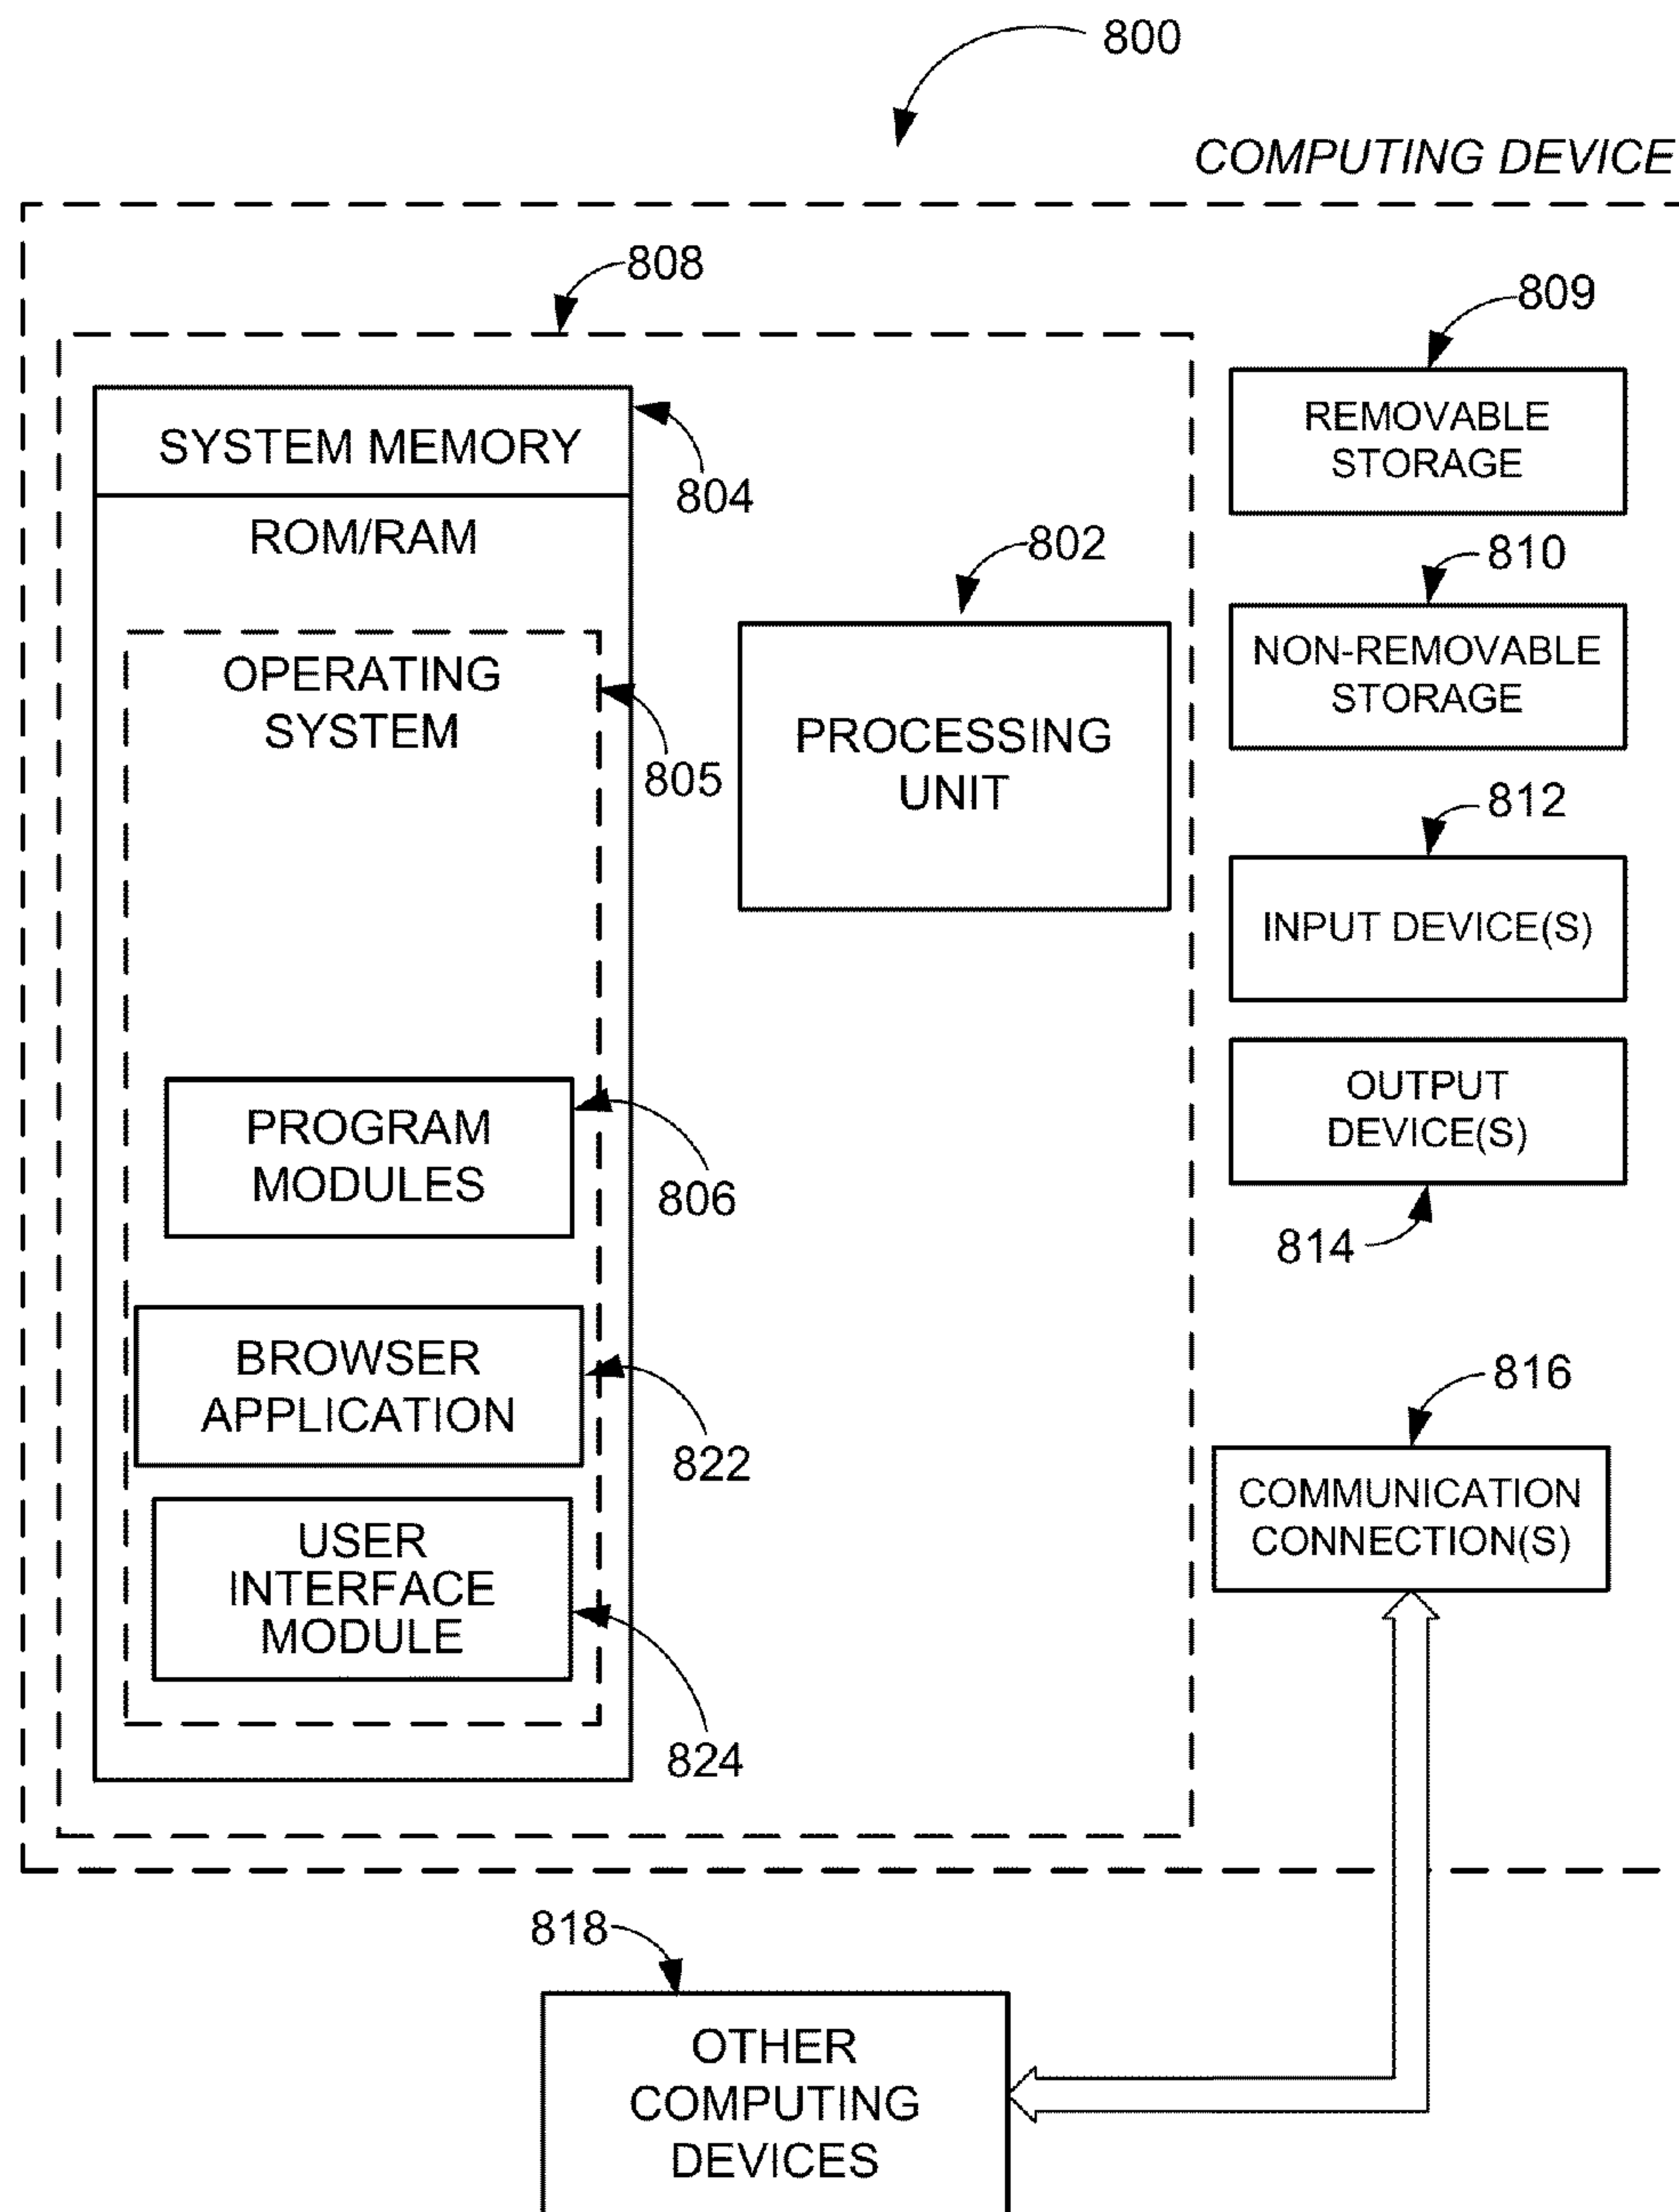 800
COMPUTING DEVICE
808
809
SYSTEM MEMORY
804
REMOVABLE
STORAGE
ROM/RAM
802
810
OPERATING
SYSTEM
805
PROCESSING
UNIT
NON-REMOVABLE
STORAGE
812
INPUT DEVICE(S)
PROGRAM
MODULES
806
OUTPUT
DEVICE(S)
814
BROWSER
APPLICATION
822
816
USER
INTERFACE
MODULE
824
COMMUNICATION
CONNECTION(S)
818
OTHER
COMPUTING
DEVICES